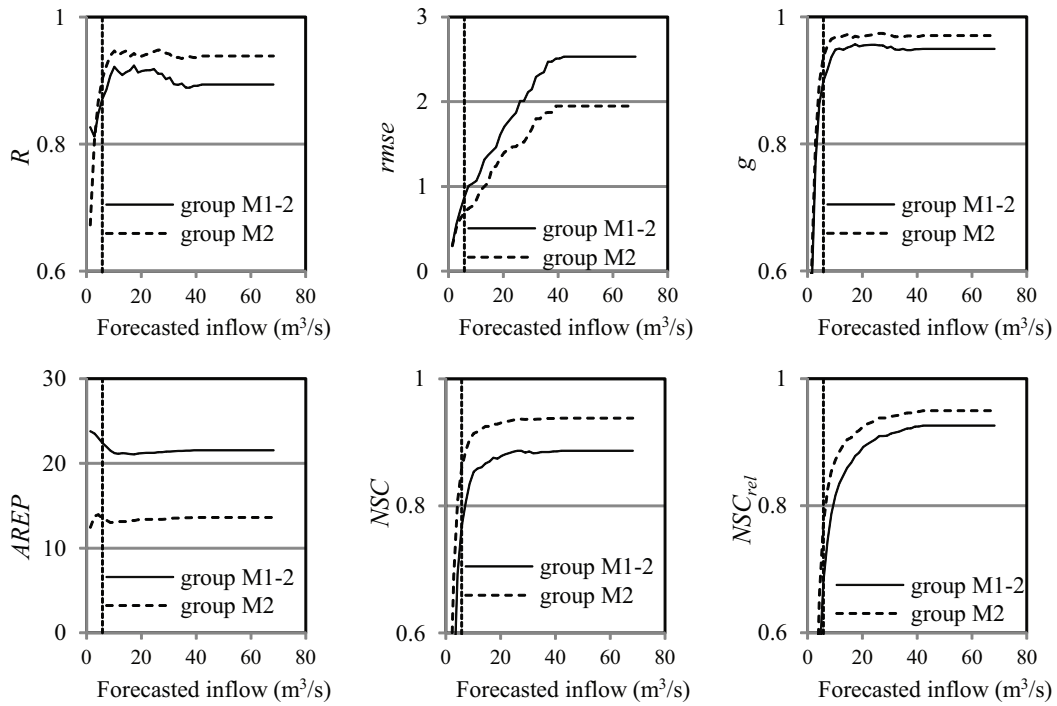 1
0.8
0.6
R
group M1-2
group M2
0 20 40 60 80
Forecasted inflow (m³/s)
3
2
1
0
rmse
group M1-2
group M2
0 20 40 60 80
Forecasted inflow (m³/s)
1
0.8
0.6
g
group M1-2
group M2
0 20 40 60 80
Forecasted inflow (m³/s)
30
20
10
0
AREP
group M1-2
group M2
0 20 40 60 80
Forecasted inflow (m³/s)
1
0.8
0.6
NSC
group M1-2
group M2
0 20 40 60 80
Forecasted inflow (m³/s)
1
0.8
0.6
NSC_rel
group M1-2
group M2
0 20 40 60 80
Forecasted inflow (m³/s)